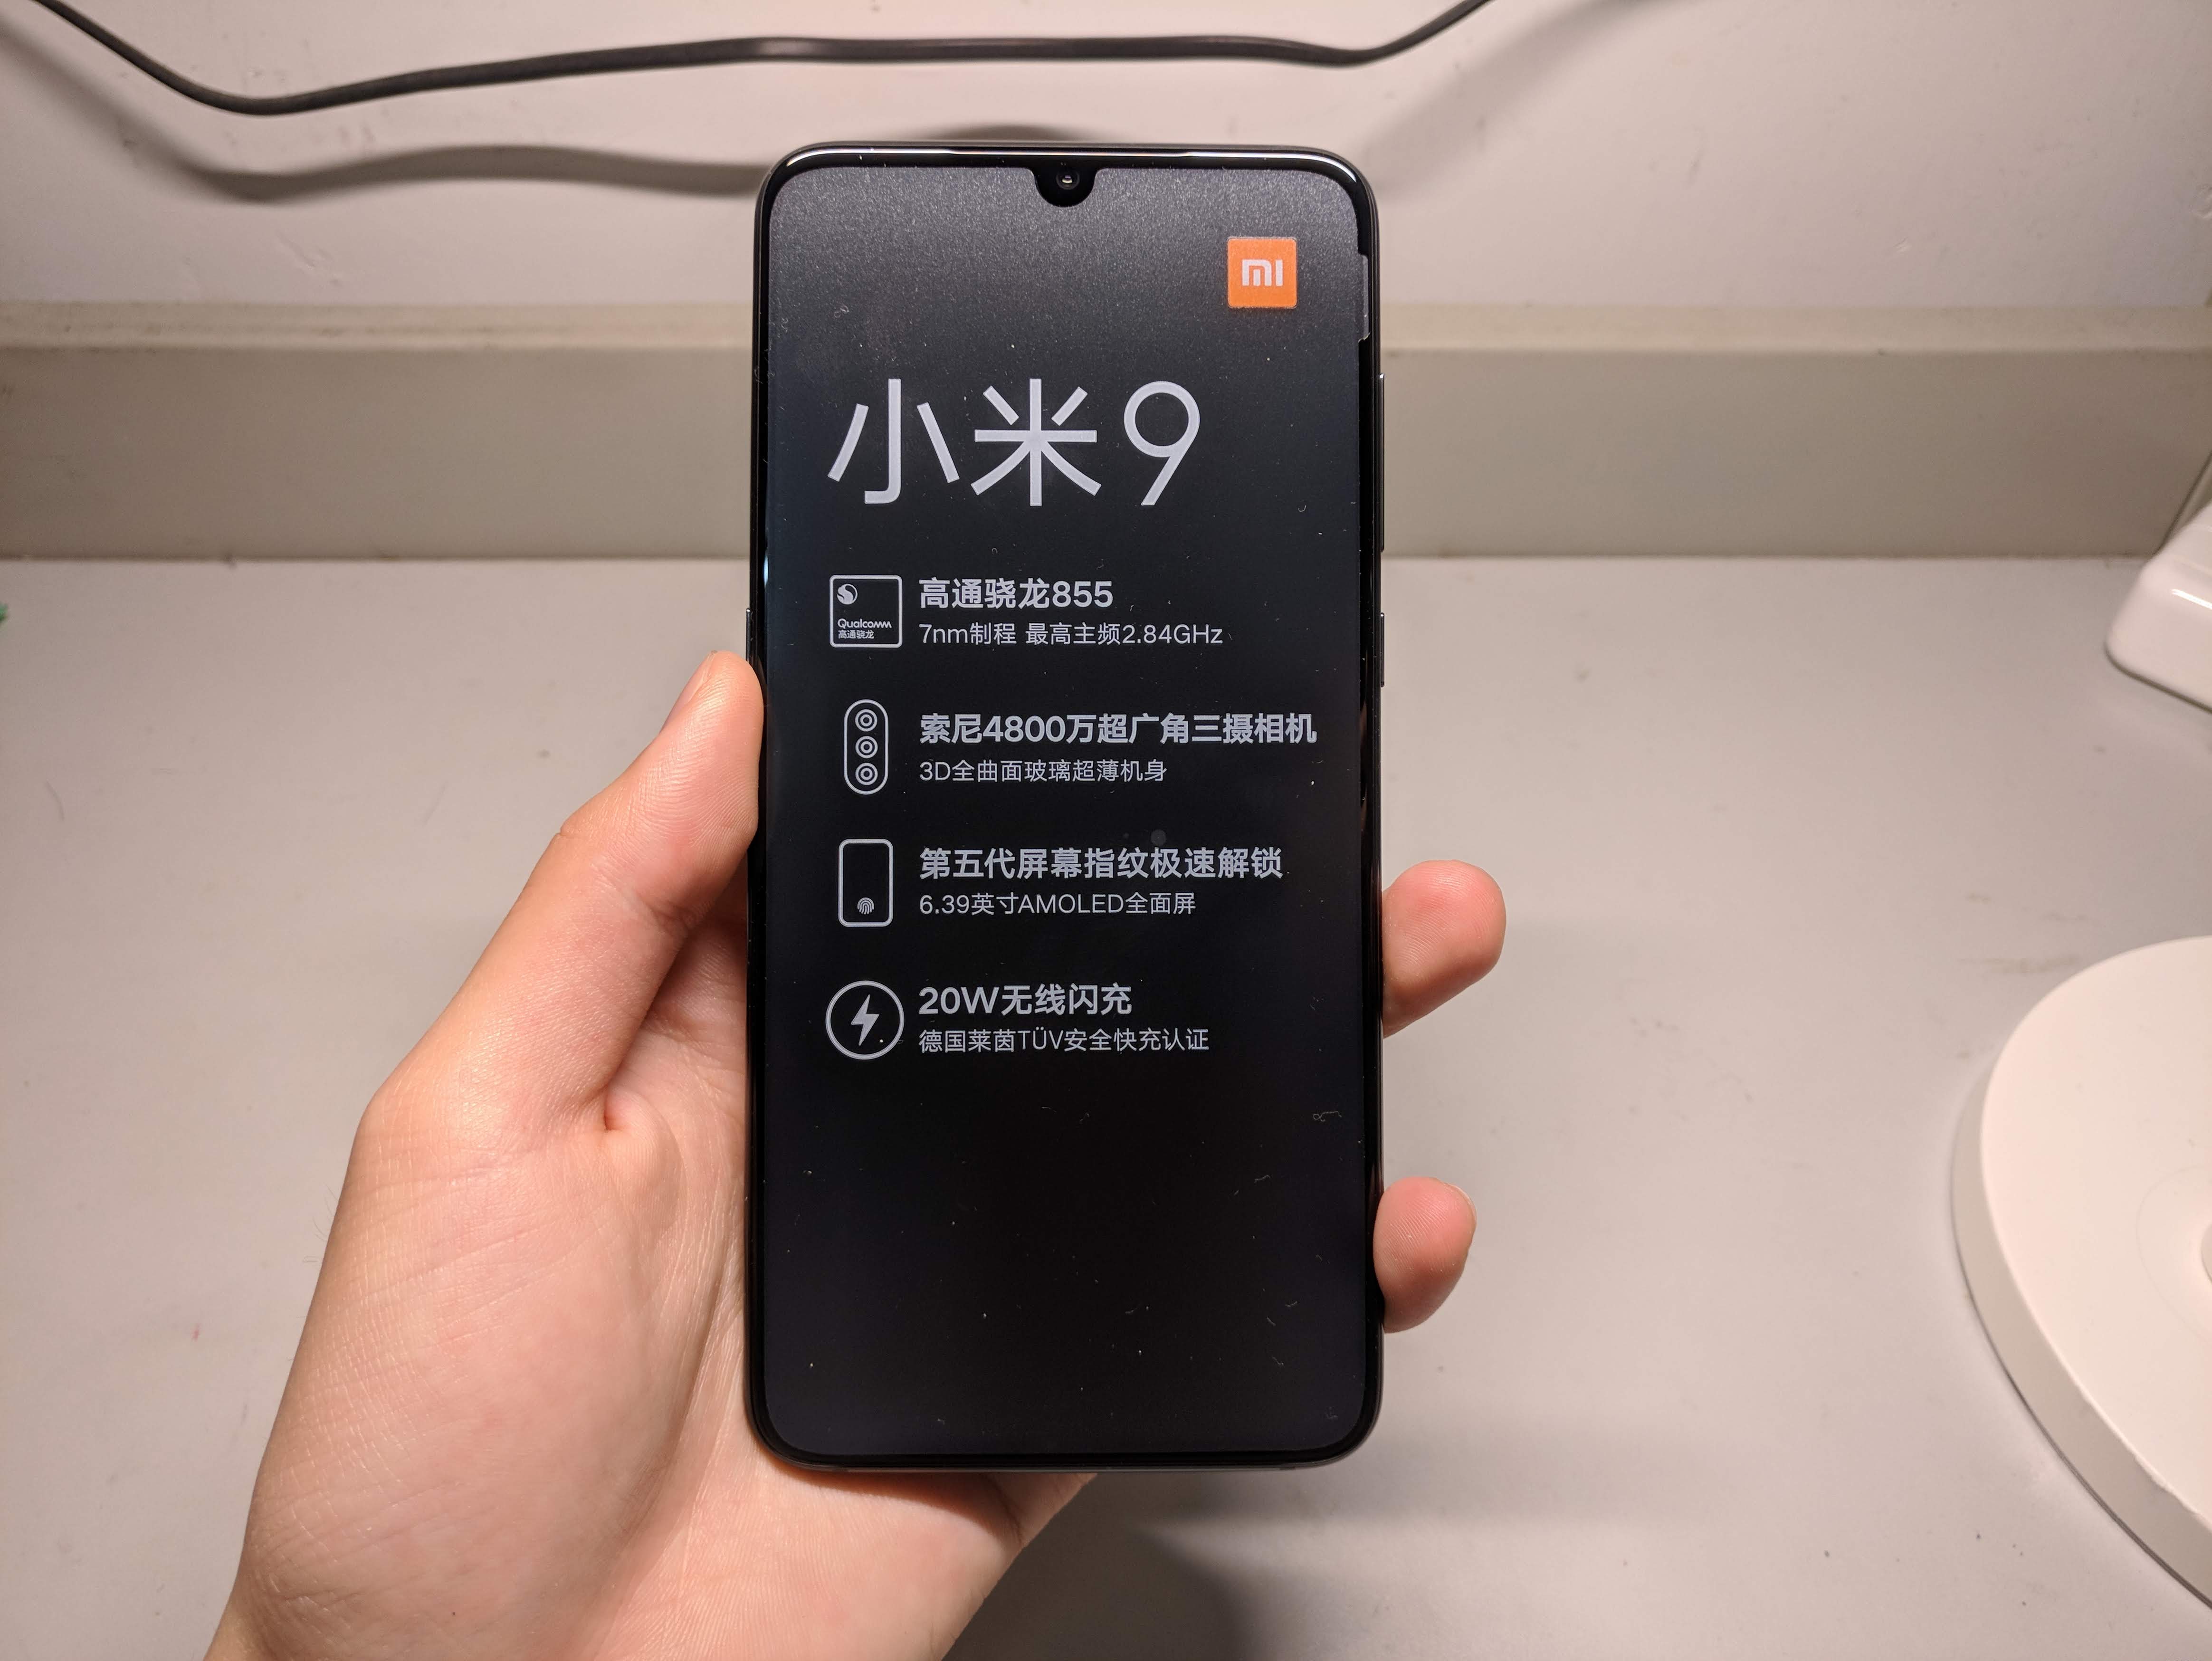 mi
小米9
Qualcomm
高通骁龙
高通骁龙855
7nm制程 最高主频2.84GHz
索尼4800万超广角三摄相机
3D全曲面玻璃超薄机身
第五代屏幕指纹极速解锁
6.39英寸AMOLED全面屏
20W无线闪充
德国莱茵TÜV安全快充认证